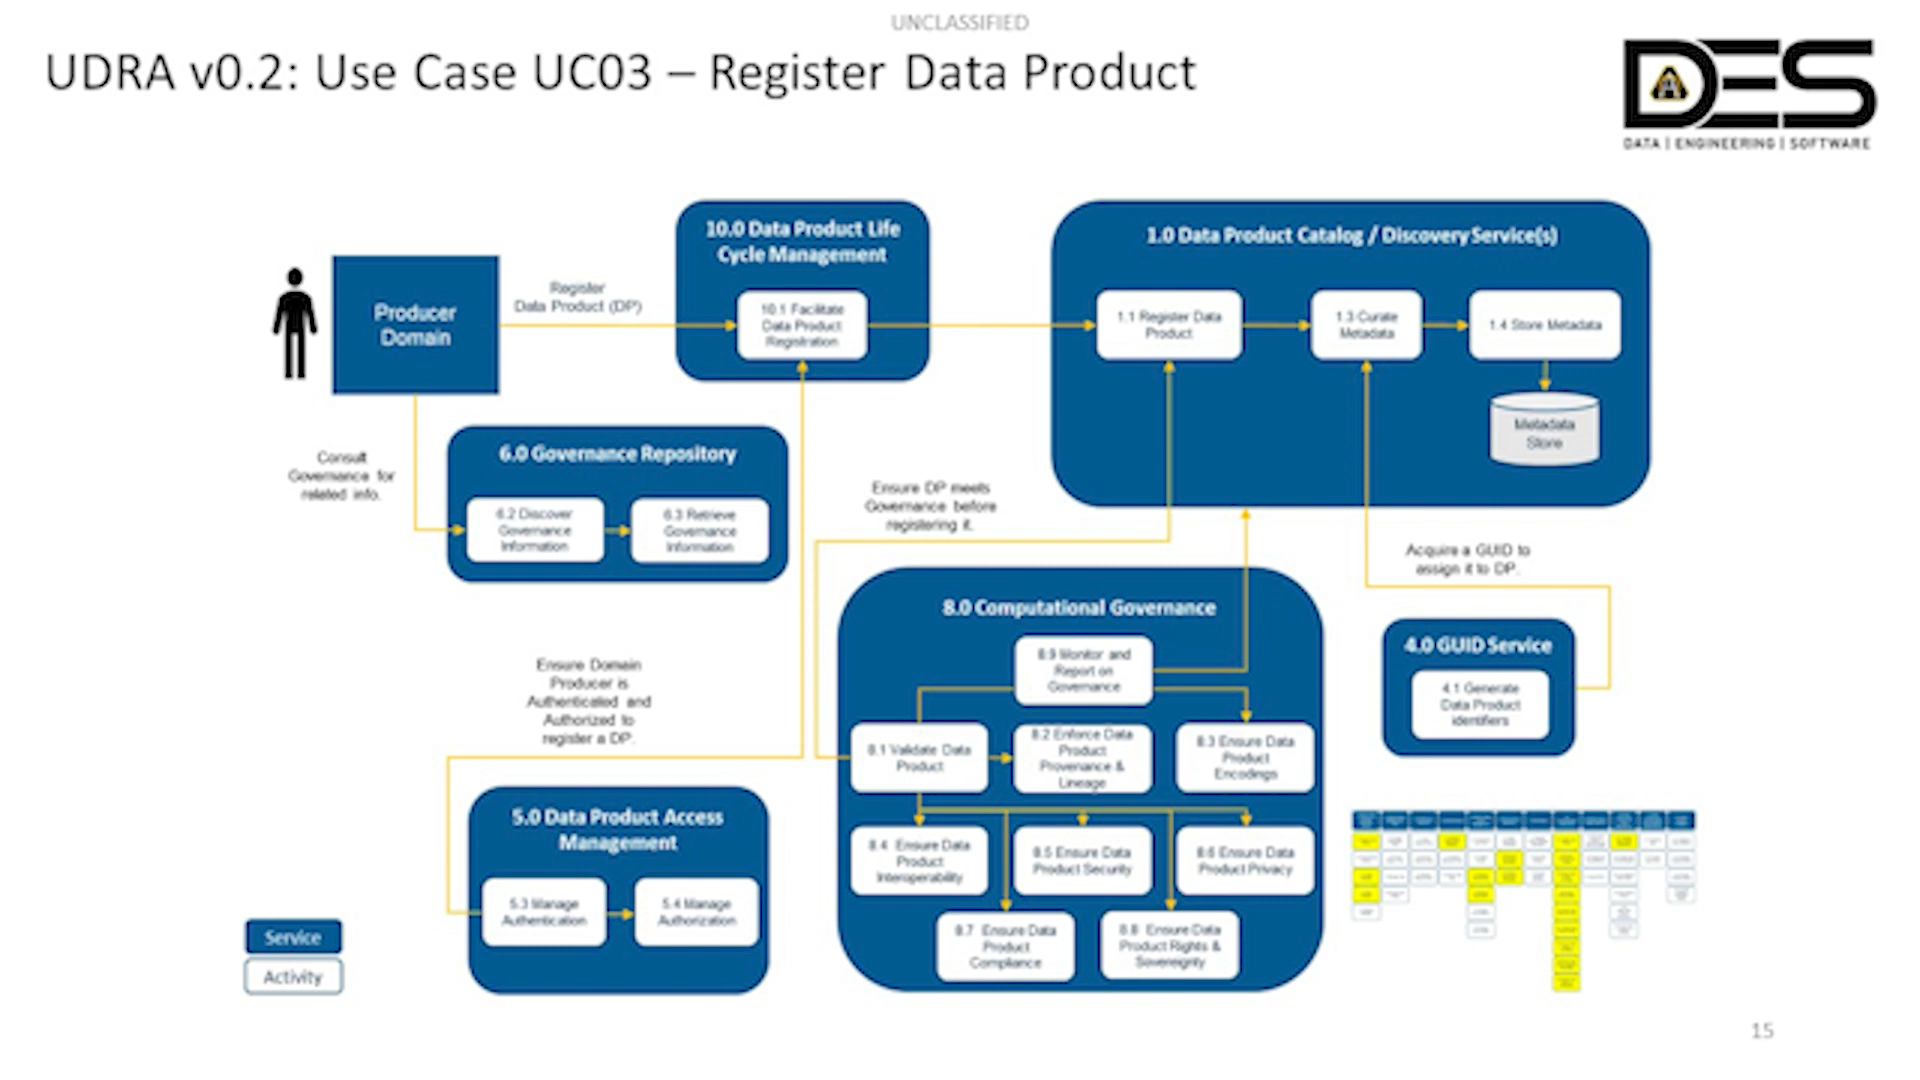 UNCLASSIFIED
UDRA v0.2: Use Case UC03 – Register Data Product
DES
DATA | ENGINEERING | SOFTWARE
Producer
Domain
Register
Data Product (DP)
10.0 Data Product Life
Cycle Management
10.1 Facilitate
Data Product
Registration
1.0 Data Product Catalog / Discovery Service(s)
1.1 Register Data
Product
1.3 Curate
Metadata
1.4 Store Metadata
Metadata
Store
Consult
Governance for
related info.
6.0 Governance Repository
6.2 Discover
Governance
Information
6.3 Retrieve
Governance
Information
Ensure DP meets
Governance before
registering it.
Acquire a GUID to
assign it to DP.
4.0 GUID Service
4.1 Generate
Data Product
identifiers
8.0 Computational Governance
8.9 Monitor and
Report on
Governance
8.1 Validate Data
Product
8.2 Enforce Data
Product
Provenance &
Lineage
8.3 Ensure Data
Product
Encodings
8.4 Ensure Data
Product
Interoperability
8.5 Ensure Data
Product Security
8.6 Ensure Data
Product Privacy
8.7 Ensure Data
Product
Compliance
8.8 Ensure Data
Product Rights &
Sovereignty
Ensure Domain
Producer is
Authenticated and
Authorized to
register a DP.
5.0 Data Product Access
Management
5.3 Manage
Authentication
5.4 Manage
Authorization
Service
Activity
15